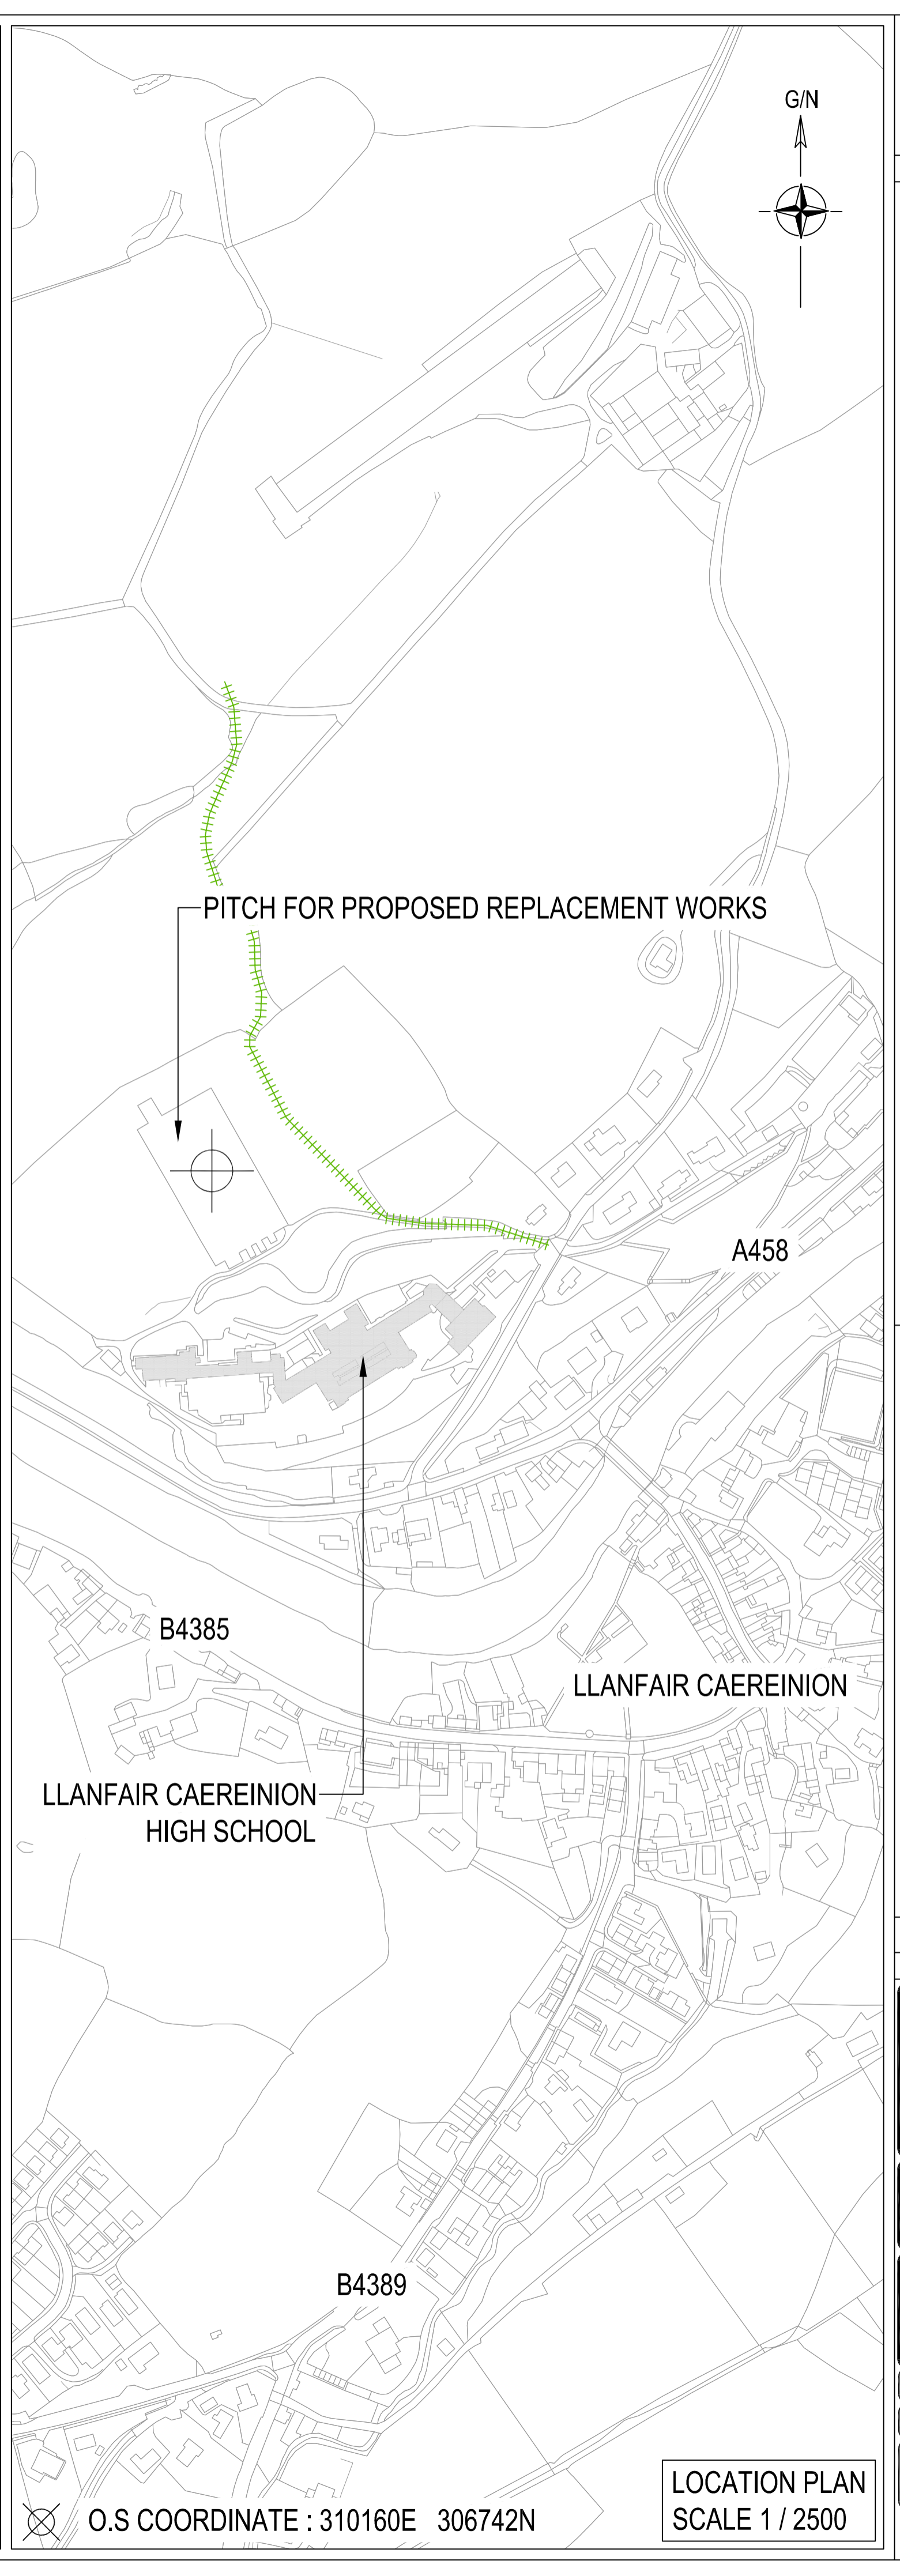 G/N
PITCH FOR PROPOSED REPLACEMENT WORKS
A458
B4385
LLANFAIR CAEREINION
LLANFAIR CAEREINION
HIGH SCHOOL
B4389
LOCATION PLAN
SCALE 1 / 2500
O.S COORDINATE : 310160E 306742N